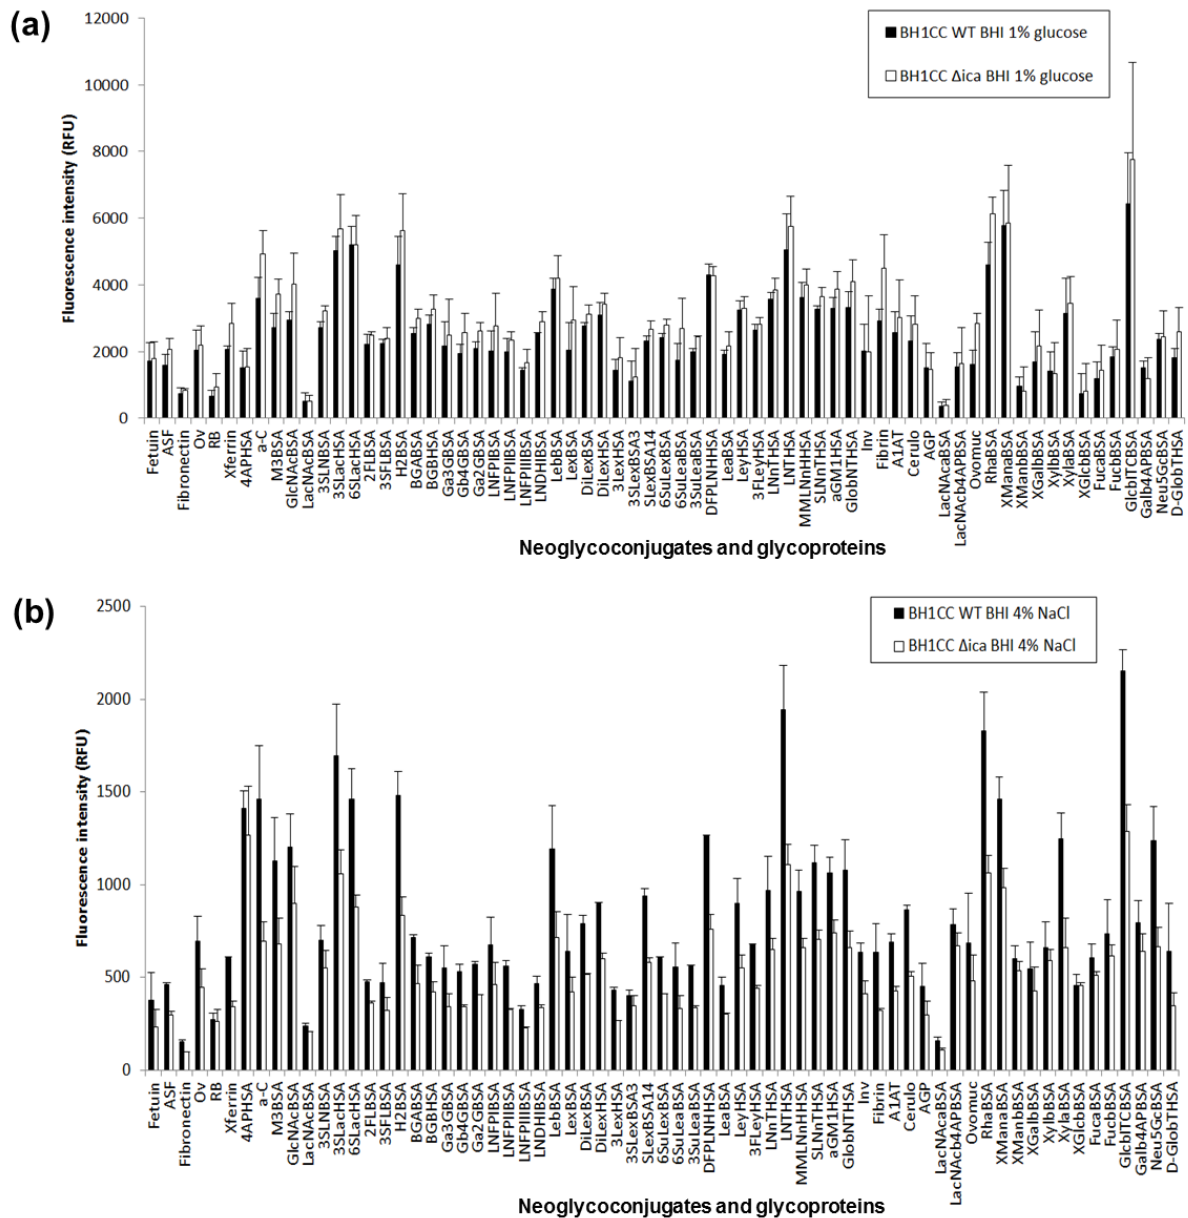 (a)
12000
10000
8000
6000
4000
2000
0
Fluorescence intensity (RFU)
BH1CC WT BHI 1% glucose
BH1CC Δica BHI 1% glucose
Fetuin
ASF
Fibronectin
Ov
RB
Xferrin
4APHSA
a-C
M3BSA
GlcNAcBSA
LacNAcBSA
3SLNBSA
3SLacHSA
6SLacHSA
2FLBSA
3SFLBSA
H2BSA
BGABSA
BGBHSA
Ga3GBSA
Gb4GBSA
Ga2GBSA
LNFPIBSA
LNFPIIBSA
LNFPIIIBSA
LNDHIBSA
LebBSA
LexBSA
DiLexBSA
DiLexHSA
3LexHSA
3SLexBSA3
SLexBSA14
6SuLexBSA
6SuLeaBSA
3SuLeaBSA
DFPLNHHSA
LeaBSA
LeyHSA
3FLeyHSA
LNnTHSA
LNTHSA
MMLNnHHSA
SLNnTHSA
aGM1HSA
GlobNTHSA
Inv
Fibrin
A1AT
Cerulo
AGP
LacNAcaBSA
LacNAcb4APBSA
Ovomuc
RhaBSA
XManaBSA
XManbBSA
XGalbBSA
XylbBSA
XylaBSA
XGlcbBSA
FucaBSA
FucbBSA
GlcbITCBSA
Galb4APBSA
Neu5GcBSA
D-GlobTHSA
Neoglycoconjugates and glycoproteins
(b)
2500
2000
1500
1000
500
0
Fluorescence intensity (RFU)
BH1CC WT BHI 4% NaCl
BH1CC Δica BHI 4% NaCl
Fetuin
ASF
Fibronectin
Ov
RB
Xferrin
4APHSA
a-C
M3BSA
GlcNAcBSA
LacNAcBSA
3SLNBSA
3SLacHSA
6SLacHSA
2FLBSA
3SFLBSA
H2BSA
BGABSA
BGBHSA
Ga3GBSA
Gb4GBSA
Ga2GBSA
LNFPIBSA
LNFPIIBSA
LNFPIIIBSA
LNDHIBSA
LebBSA
LexBSA
DiLexBSA
DiLexHSA
3LexHSA
3SLexBSA3
SLexBSA14
6SuLexBSA
6SuLeaBSA
3SuLeaBSA
DFPLNHHSA
LeaBSA
LeyHSA
3FLeyHSA
LNnTHSA
LNTHSA
MMLNnHHSA
SLNnTHSA
aGM1HSA
GlobNTHSA
Inv
Fibrin
A1AT
Cerulo
AGP
LacNAcaBSA
LacNAcb4APBSA
Ovomuc
RhaBSA
XManaBSA
XManbBSA
XGalbBSA
XylbBSA
XylaBSA
XGlcbBSA
FucaBSA
FucbBSA
GlcbITCBSA
Galb4APBSA
Neu5GcBSA
D-GlobTHSA
Neoglycoconjugates and glycoproteins